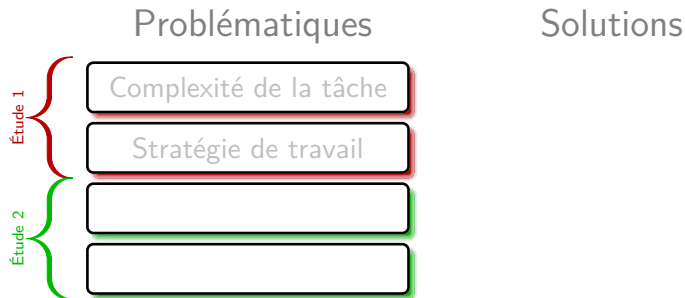 Problématiques Solutions
Étude 1
Complexité de la tâche
Stratégie de travail
Étude 2